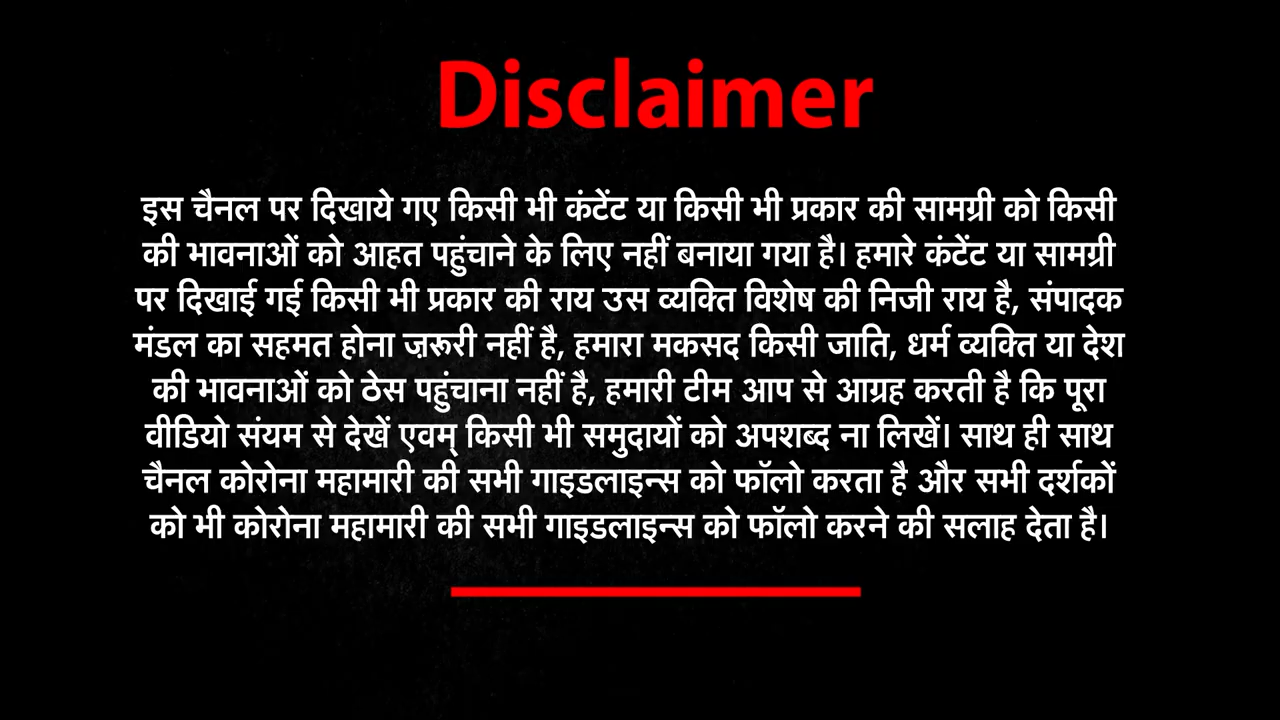 Disclaimer
इस चैनल पर दिखाये गए किसी भी कंटेंट या किसी भी प्रकार की सामग्री को किसी
की भावनाओं को आहत पहुंचाने के लिए नहीं बनाया गया है। हमारे कंटेंट या सामग्री
पर दिखाई गई किसी भी प्रकार की राय उस व्यक्ति विशेष की निजी राय है, संपादक
मंडल का सहमत होना ज़रूरी नहीं है, हमारा मकसद किसी जाति, धर्म व्यक्ति या देश
की भावनाओं को ठेस पहुंचाना नहीं है, हमारी टीम आप से आग्रह करती है कि पूरा
वीडियो संयम से देखें एवम् किसी भी समुदायों को अपशब्द ना लिखें। साथ ही साथ
चैनल कोरोना महामारी की सभी गाइडलाइन्स को फॉलो करता है और सभी दर्शकों
को भी कोरोना महामारी की सभी गाइडलाइन्स को फॉलो करने की सलाह देता है।